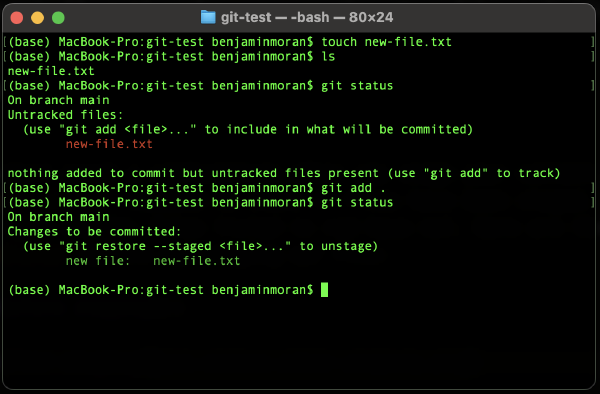 git-test — -bash — 80×24
[(base) MacBook-Pro:git-test benjaminmoran$ touch new-file.txt ]
[(base) MacBook-Pro:git-test benjaminmoran$ ls ]
new-file.txt
[(base) MacBook-Pro:git-test benjaminmoran$ git status ]
On branch main
Untracked files:
  (use "git add <file>..." to include in what will be committed)
        new-file.txt

nothing added to commit but untracked files present (use "git add" to track)
[(base) MacBook-Pro:git-test benjaminmoran$ git add . ]
[(base) MacBook-Pro:git-test benjaminmoran$ git status ]
On branch main
Changes to be committed:
  (use "git restore --staged <file>..." to unstage)
        new file:   new-file.txt

(base) MacBook-Pro:git-test benjaminmoran$